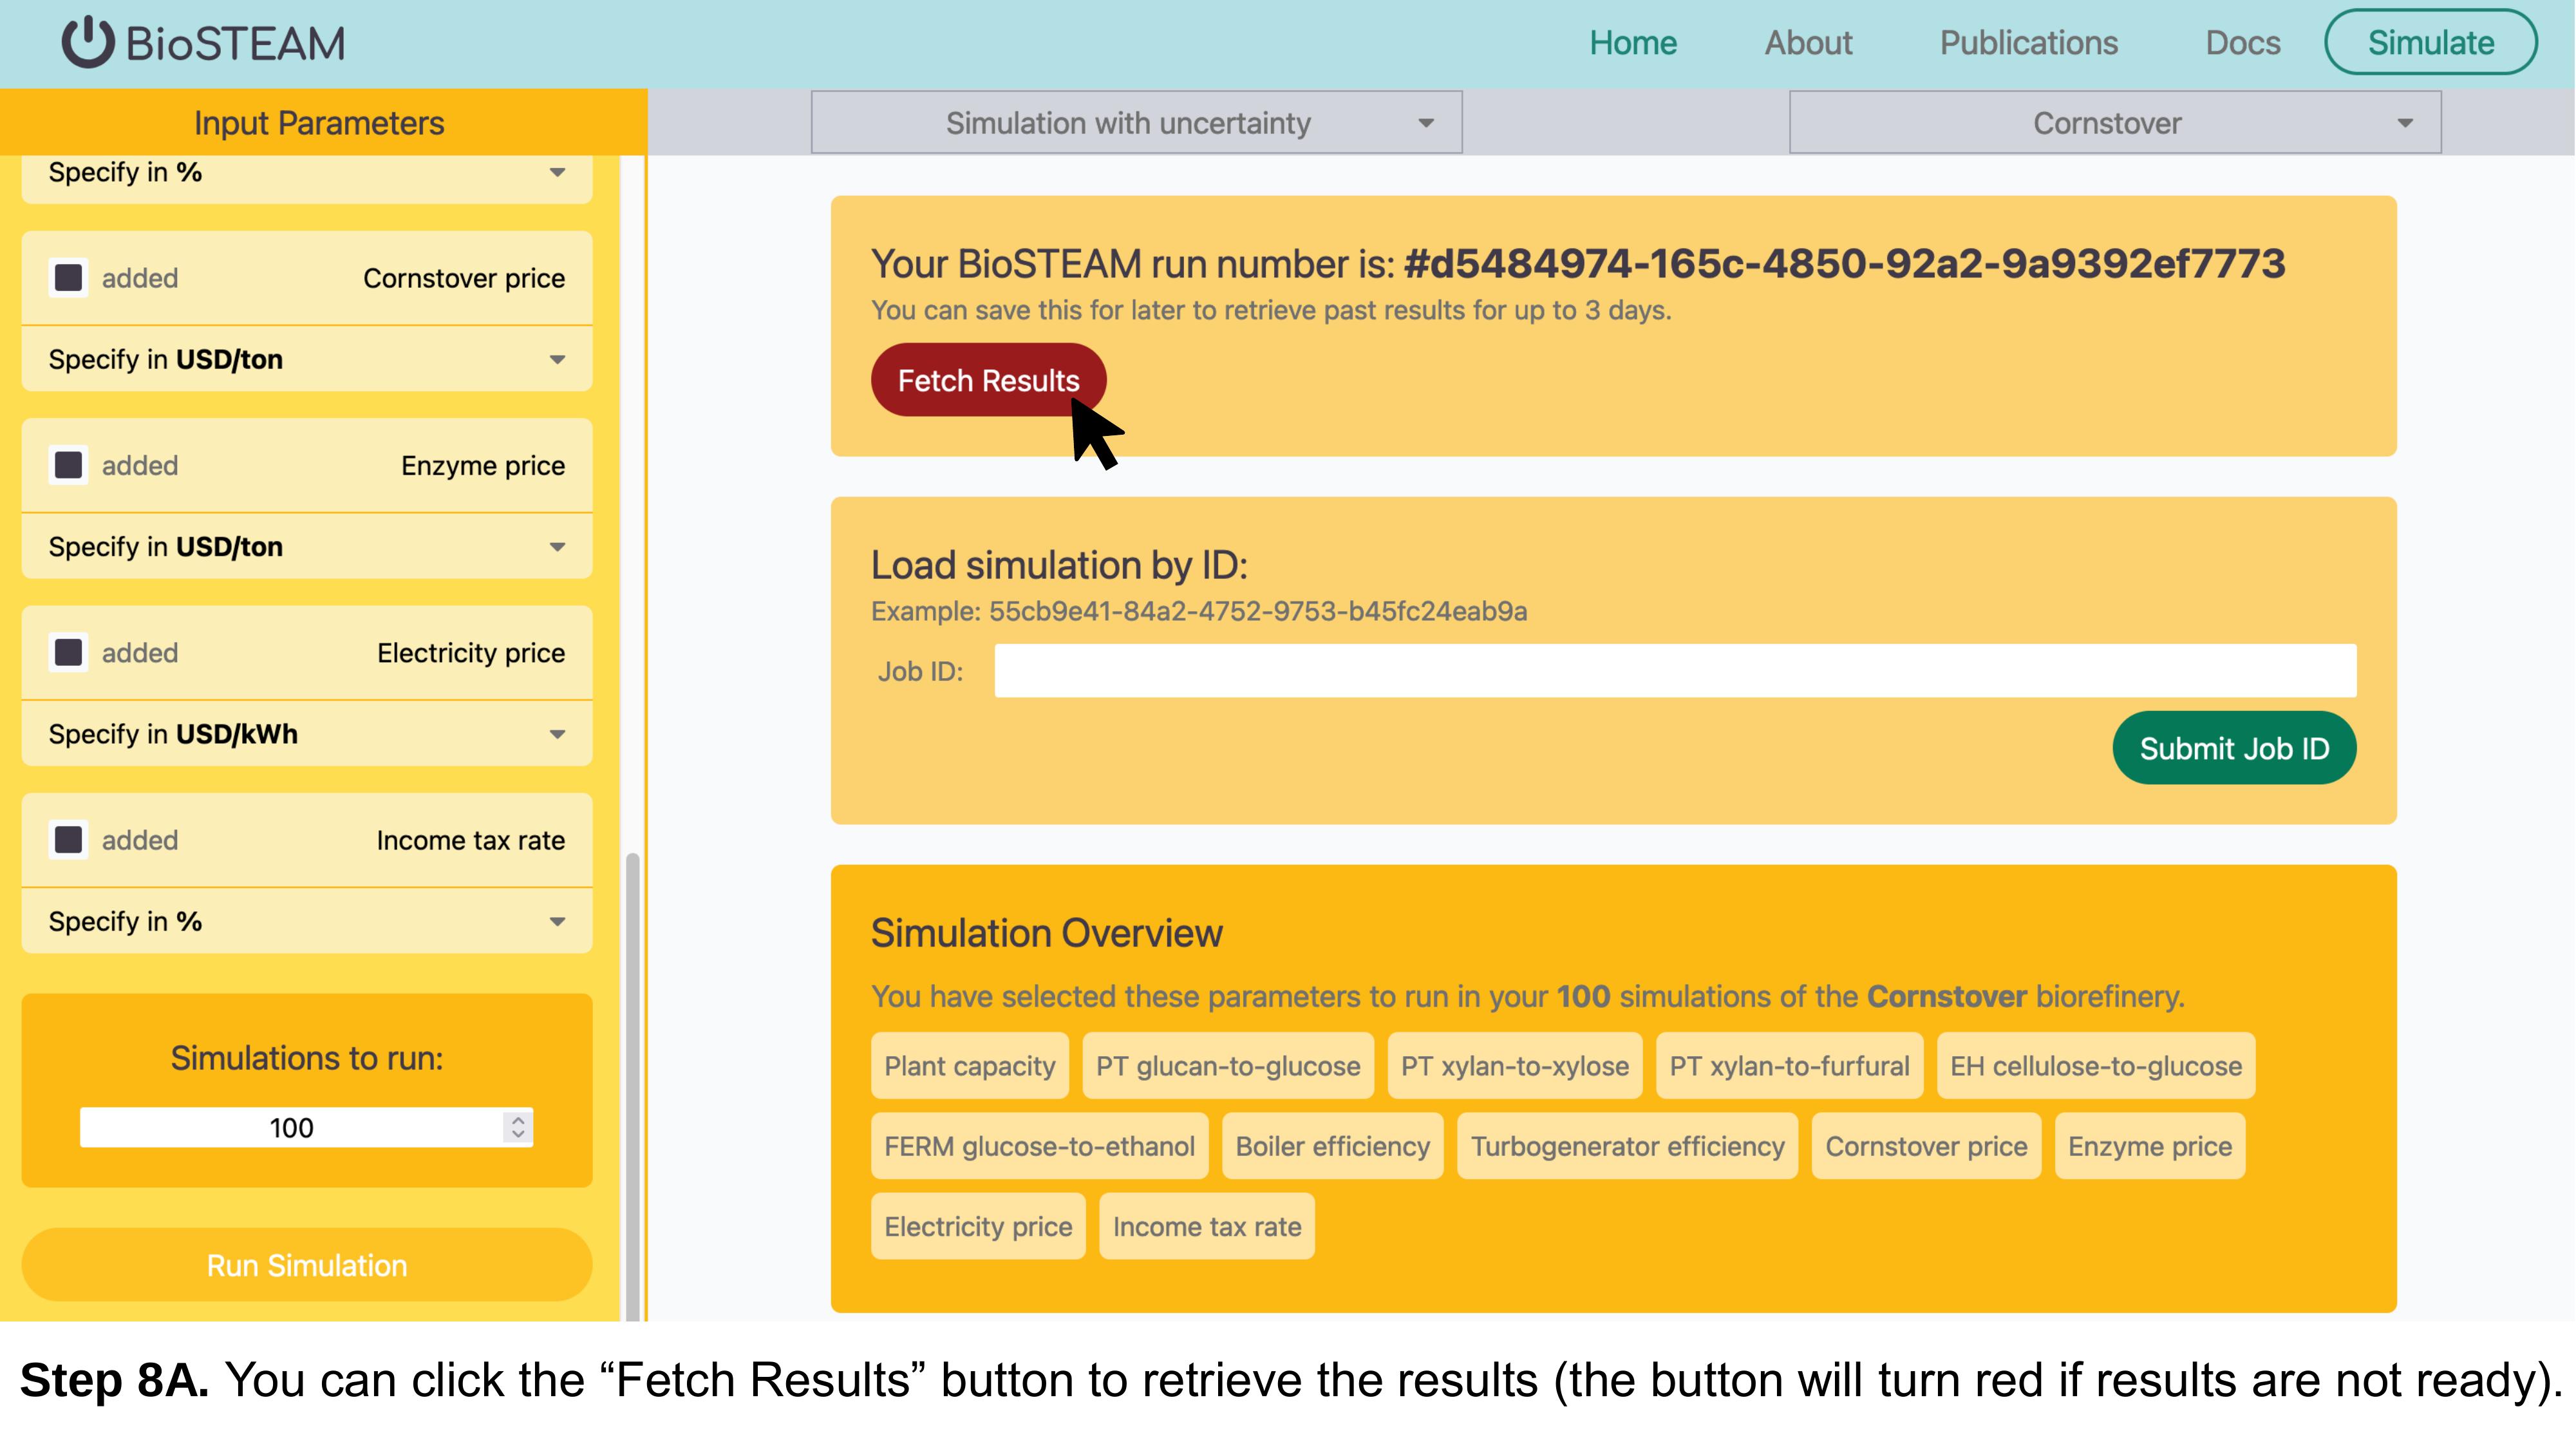 BioSTEAM
Home
About
Publications
Docs
Simulate
Input Parameters
Simulation with uncertainty
Cornstover
Specify in %
added
Cornstover price
Specify in USD/ton
added
Enzyme price
Specify in USD/ton
added
Electricity price
Specify in USD/kWh
added
Income tax rate
Specify in %
Simulations to run:
100
Run Simulation
Your BioSTEAM run number is: #d5484974-165c-4850-92a2-9a9392ef7773
You can save this for later to retrieve past results for up to 3 days.
Fetch Results
Load simulation by ID:
Example: 55cb9e41-84a2-4752-9753-b45fc24eab9a
Job ID:
Submit Job ID
Simulation Overview
You have selected these parameters to run in your 100 simulations of the Cornstover biorefinery.
Plant capacity
PT glucan-to-glucose
PT xylan-to-xylose
PT xylan-to-furfural
EH cellulose-to-glucose
FERM glucose-to-ethanol
Boiler efficiency
Turbogenerator efficiency
Cornstover price
Enzyme price
Electricity price
Income tax rate
Step 8A. You can click the “Fetch Results” button to retrieve the results (the button will turn red if results are not ready).